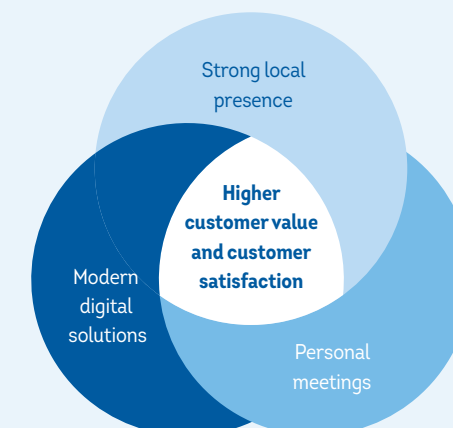 Strong local
presence
Higher
customer value
and customer
satisfaction
Modern
digital
solutions
Personal
meetings